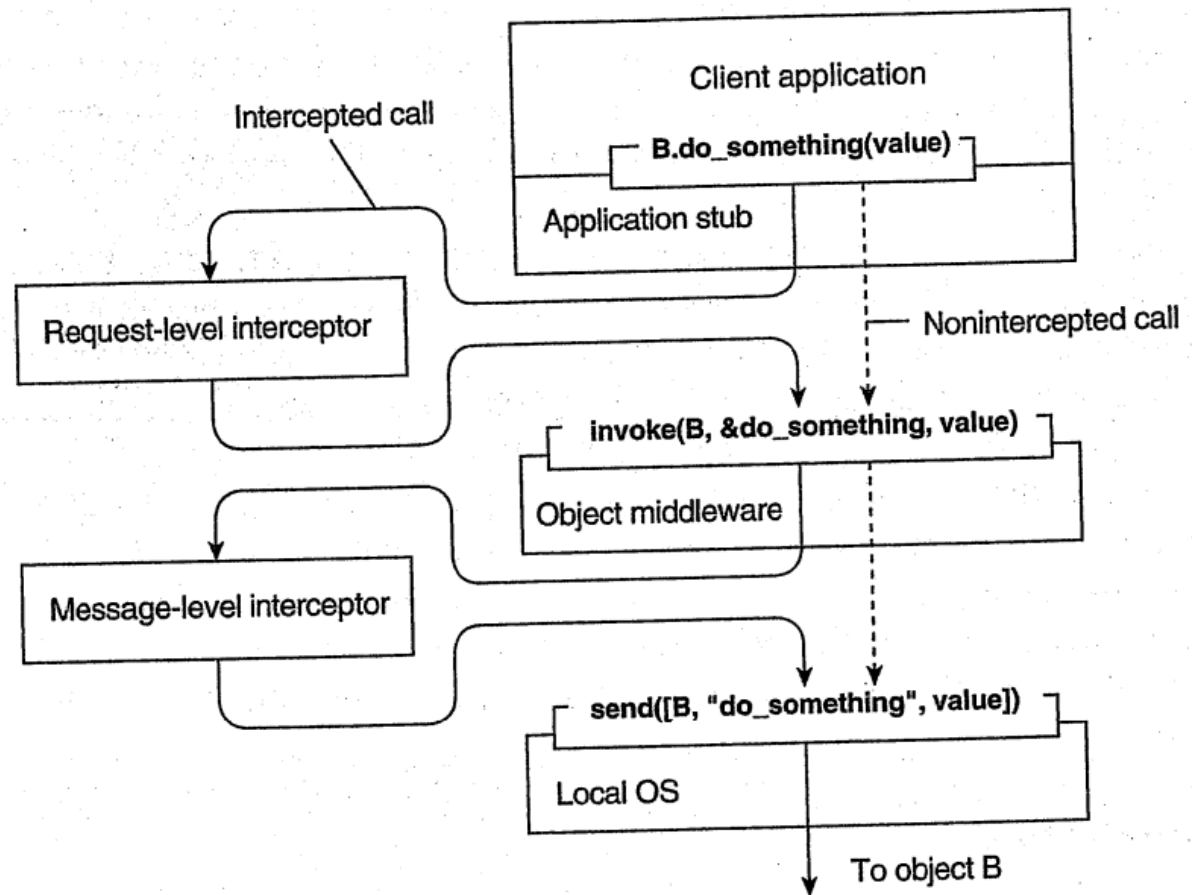 Client application
Intercepted call
B.do_something(value)
Application stub
Request-level interceptor
Nonintercepted call
invoke(B, &do_something, value)
Object middleware
Message-level interceptor
send([B, "do_something", value])
Local OS
To object B